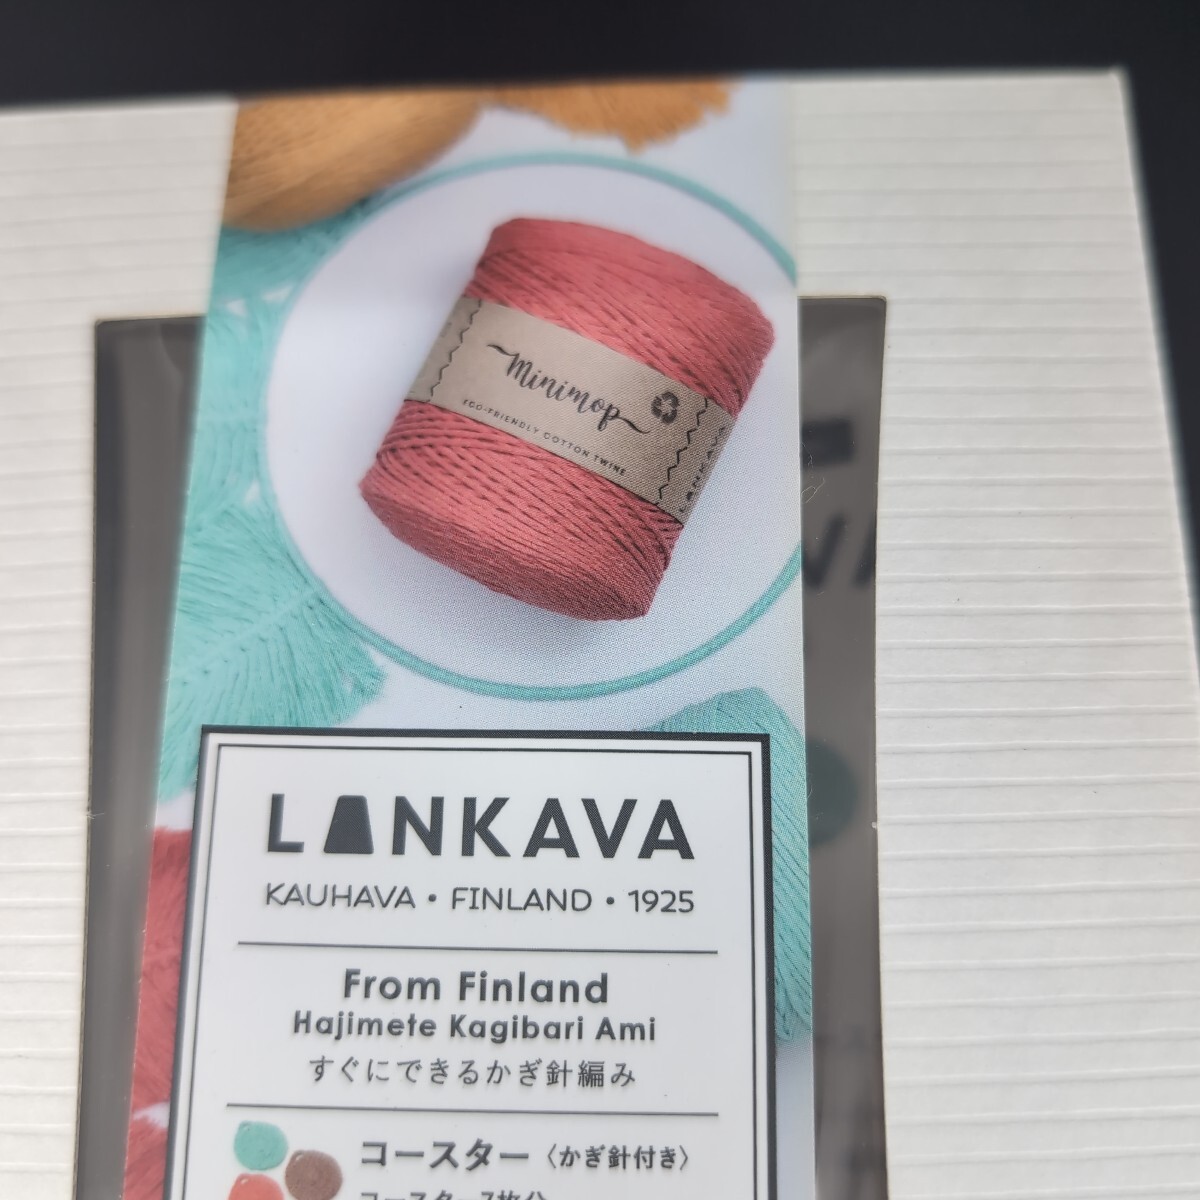 Minimop
ECO-FRIENDLY COTTON TWINE
LANKAVA
LANKAVA
KAUHAVA • FINLAND • 1925
From Finland
Hajimete Kagibari Ami
すぐにできるかぎ針編み
コースター〈かぎ針付き〉